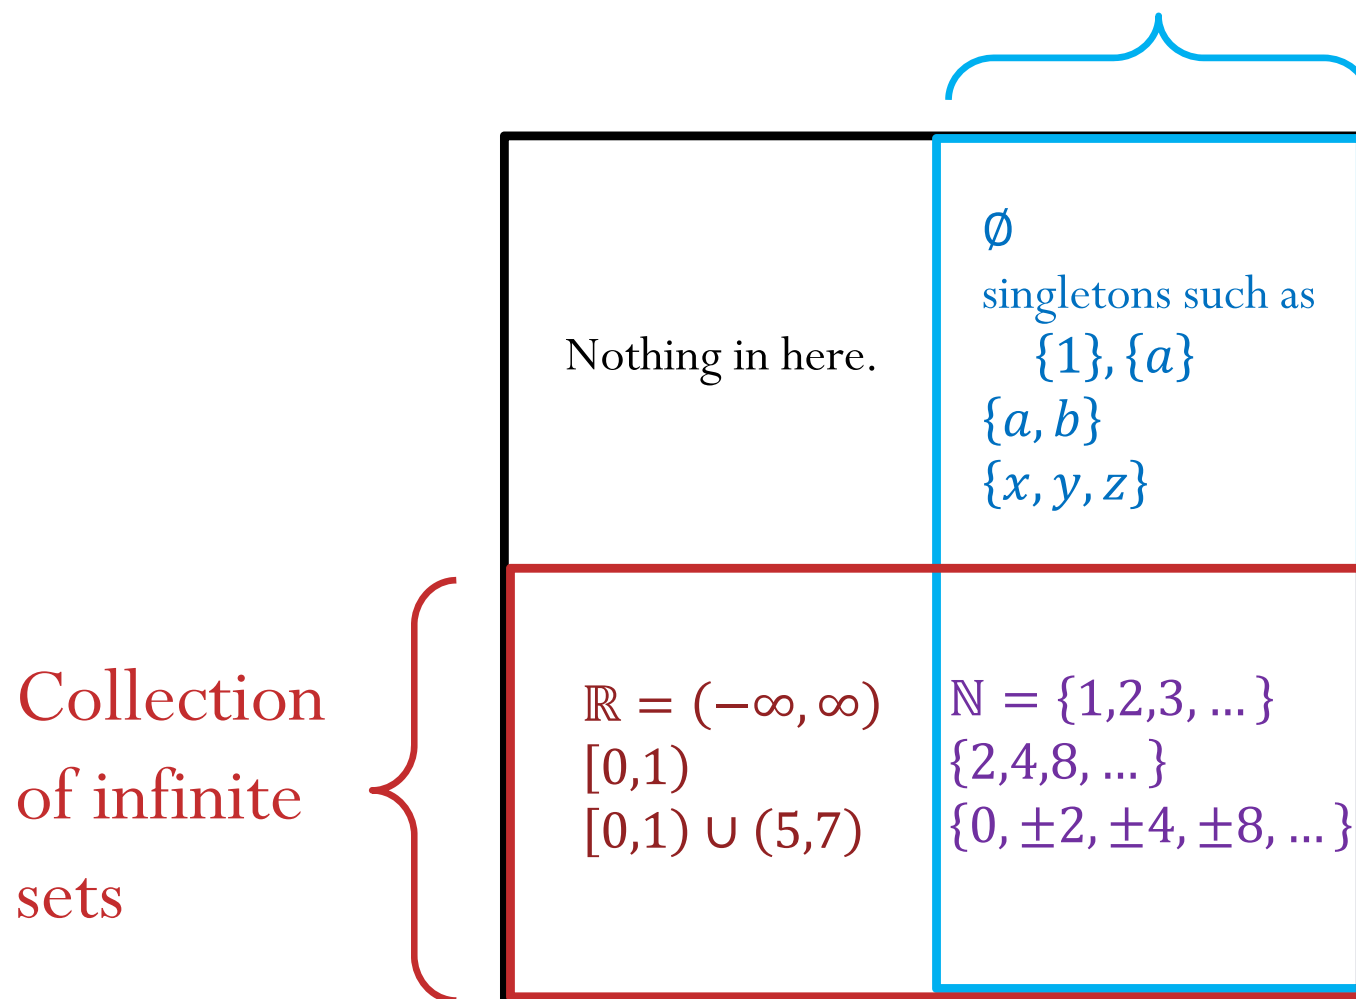 ∅
singletons such as
{1}, {a}
{a, b}
{x, y, z}
Nothing in here.
Collection
of infinite
sets
ℝ = (−∞, ∞)
[0,1)
[0,1) ∪ (5,7)
ℕ = {1,2,3, … }
{2,4,8, … }
{0, ±2, ±4, ±8, … }